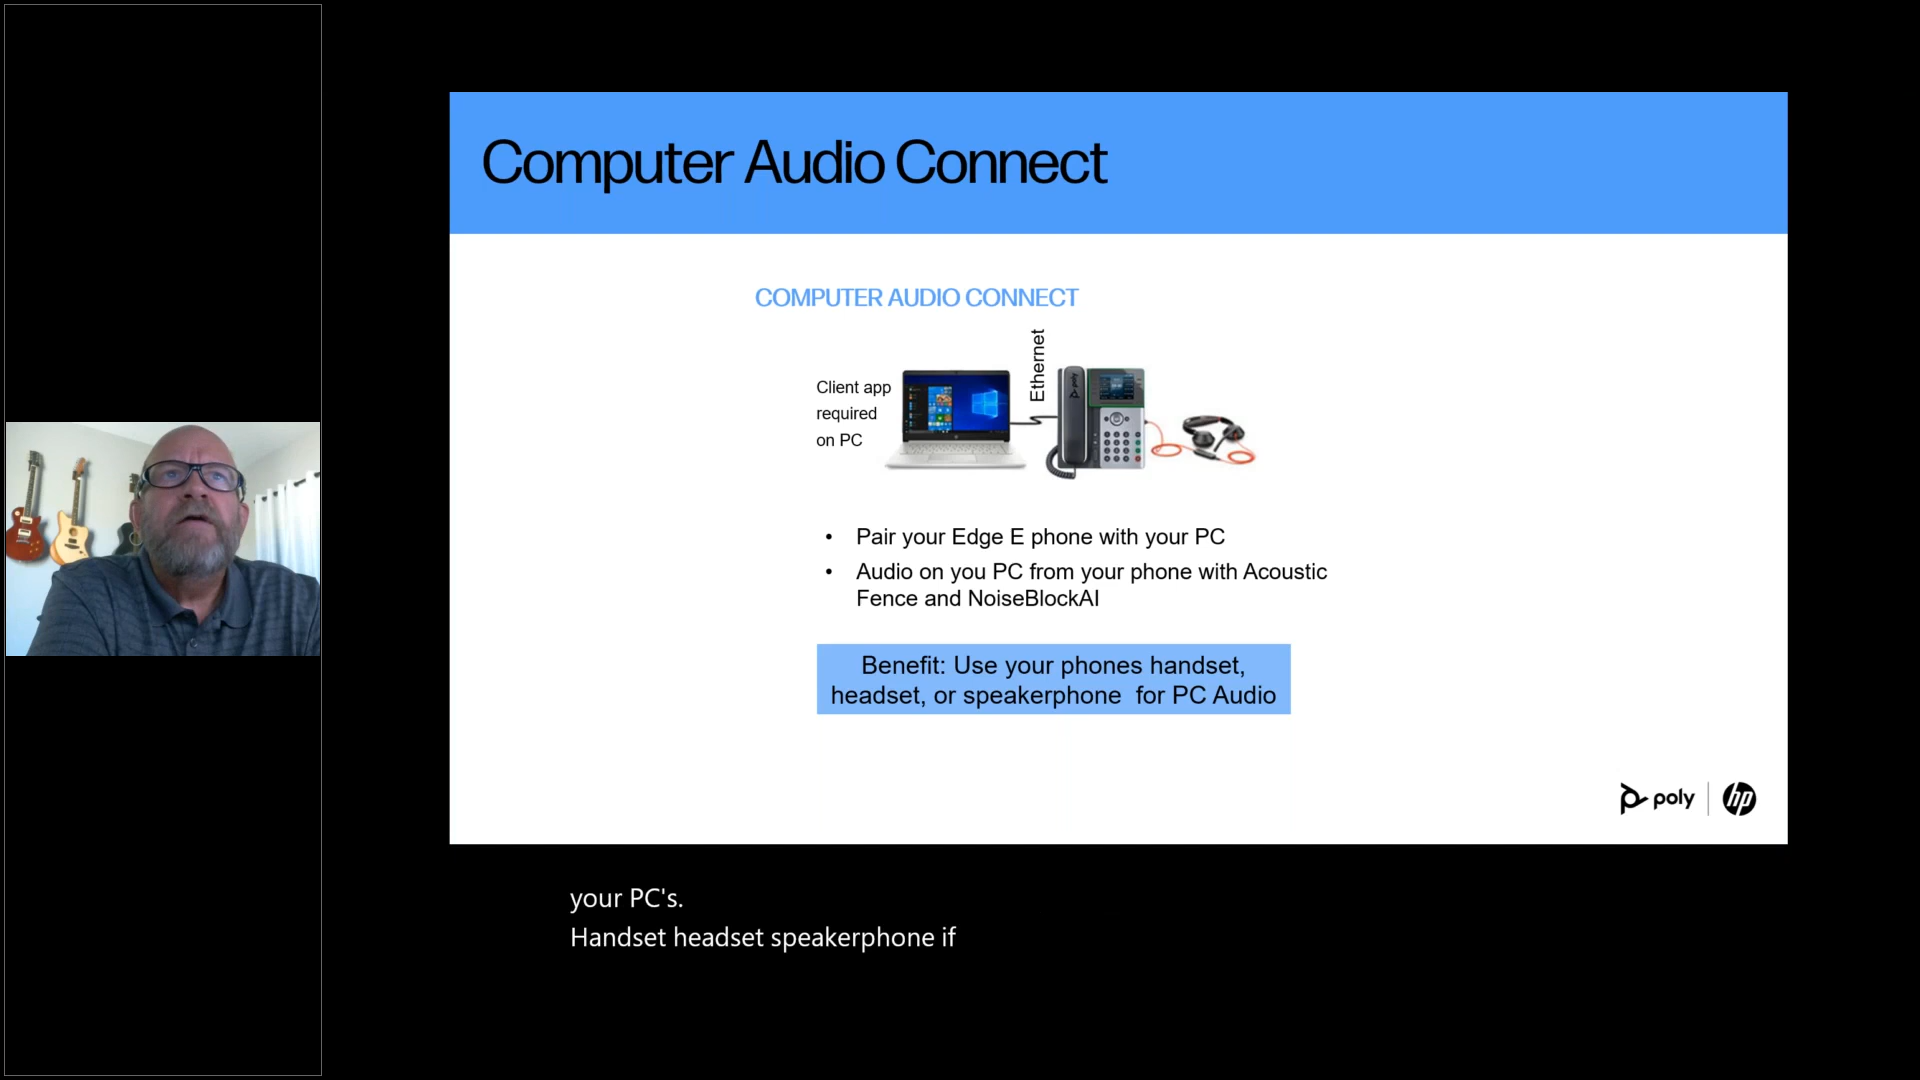 Computer Audio Connect
COMPUTER AUDIO CONNECT
Ethernet
Client app
required
on PC
poly
• Pair your Edge E phone with your PC
• Audio on you PC from your phone with Acoustic
Fence and NoiseBlockAI
Benefit: Use your phones handset,
headset, or speakerphone for PC Audio
poly
hp
your PC's.
Handset headset speakerphone if